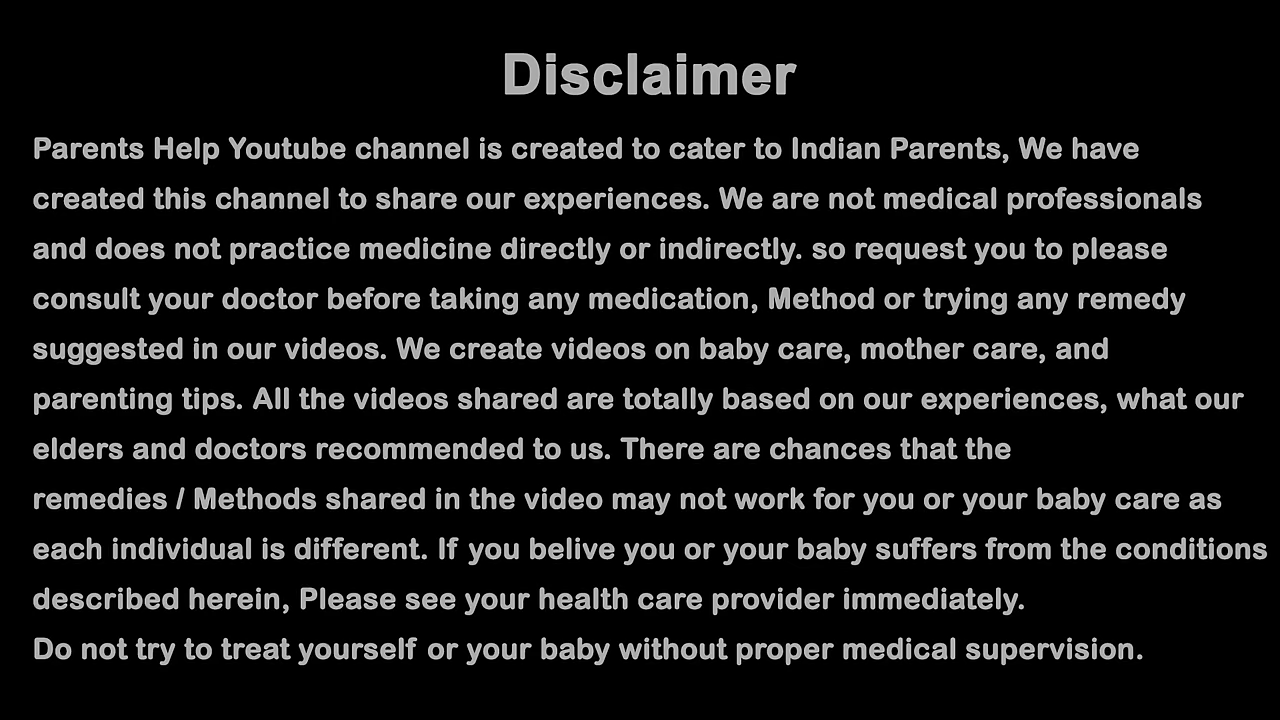 Disclaimer
Parents Help Youtube channel is created to cater to Indian Parents, We have
created this channel to share our experiences. We are not medical professionals
and does not practice medicine directly or indirectly. so request you to please
consult your doctor before taking any medication, Method or trying any remedy
suggested in our videos. We create videos on baby care, mother care, and
parenting tips. All the videos shared are totally based on our experiences, what our
elders and doctors recommended to us. There are chances that the
remedies / Methods shared in the video may not work for you or your baby care as
each individual is different. If you belive you or your baby suffers from the conditions
described herein, Please see your health care provider immediately.
Do not try to treat yourself or your baby without proper medical supervision.